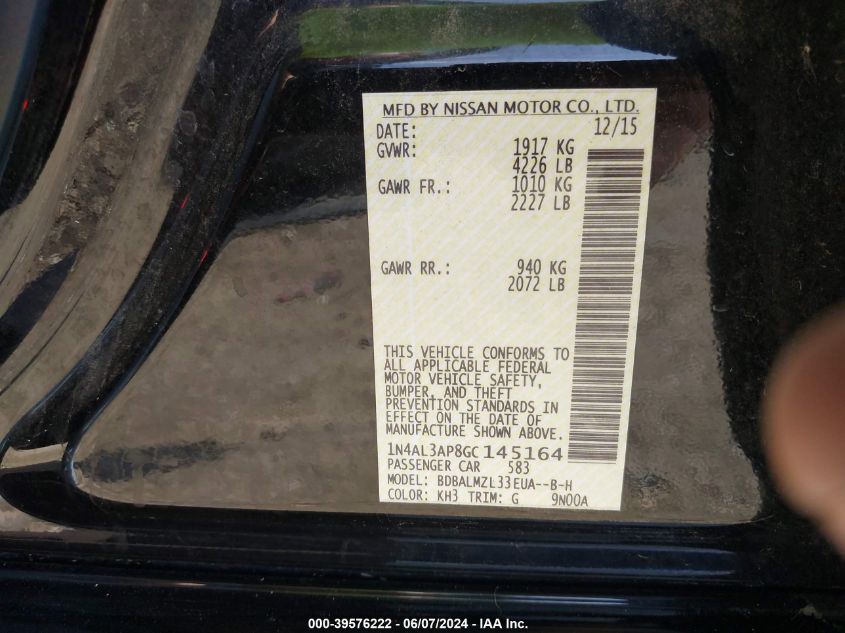 MFD BY NISSAN MOTOR CO., LTD.
DATE: 12/15
GVWR: 1917 KG
4226 LB
GAWR FR.: 1010 KG
2227 LB
GAWR RR.: 940 KG
2072 LB
THIS VEHICLE CONFORMS TO
ALL APPLICABLE FEDERAL
MOTOR VEHICLE SAFETY,
BUMPER, AND THEFT
PREVENTION STANDARDS IN
EFFECT ON THE DATE OF
MANUFACTURE SHOWN ABOVE.
1N4AL3AP8GC145164
PASSENGER CAR 583
MODEL: BDBALMZL33EUA--B-H
COLOR: KH3 TRIM: G 9N00A
000-39576222 - 06/07/2024 - IAA Inc.